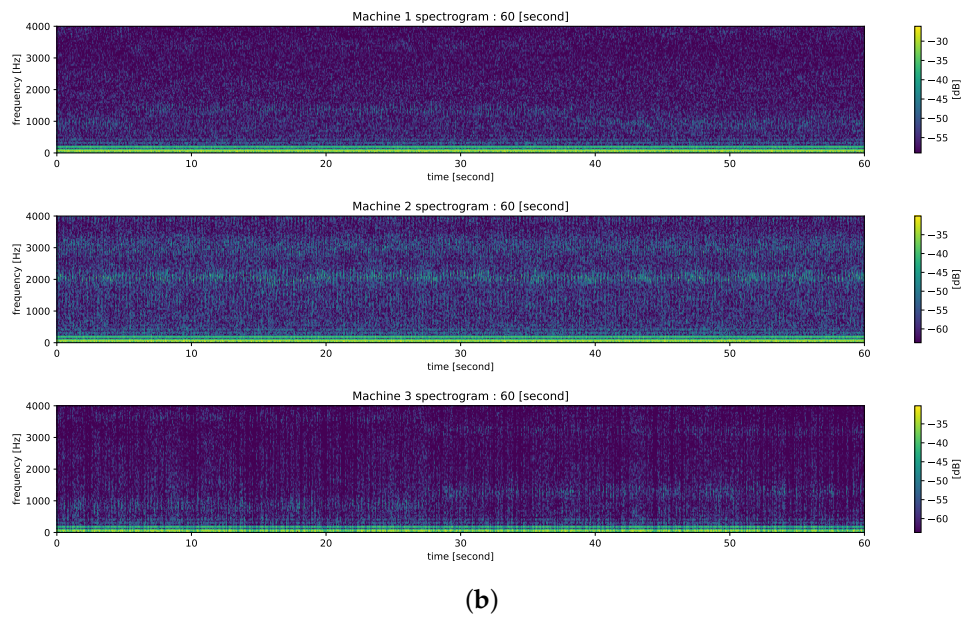 Machine 1 spectrogram : 60 [second]
4000
3000
2000
1000
0
frequency [Hz]
0 10 20 30 40 50 60
time [second]
−30
−35
−40
−45
−50
−55
[dB]
Machine 2 spectrogram : 60 [second]
4000
3000
2000
1000
0
frequency [Hz]
0 10 20 30 40 50 60
time [second]
−35
−40
−45
−50
−55
−60
[dB]
Machine 3 spectrogram : 60 [second]
4000
3000
2000
1000
0
frequency [Hz]
0 10 20 30 40 50 60
time [second]
−35
−40
−45
−50
−55
−60
[dB]
(b)